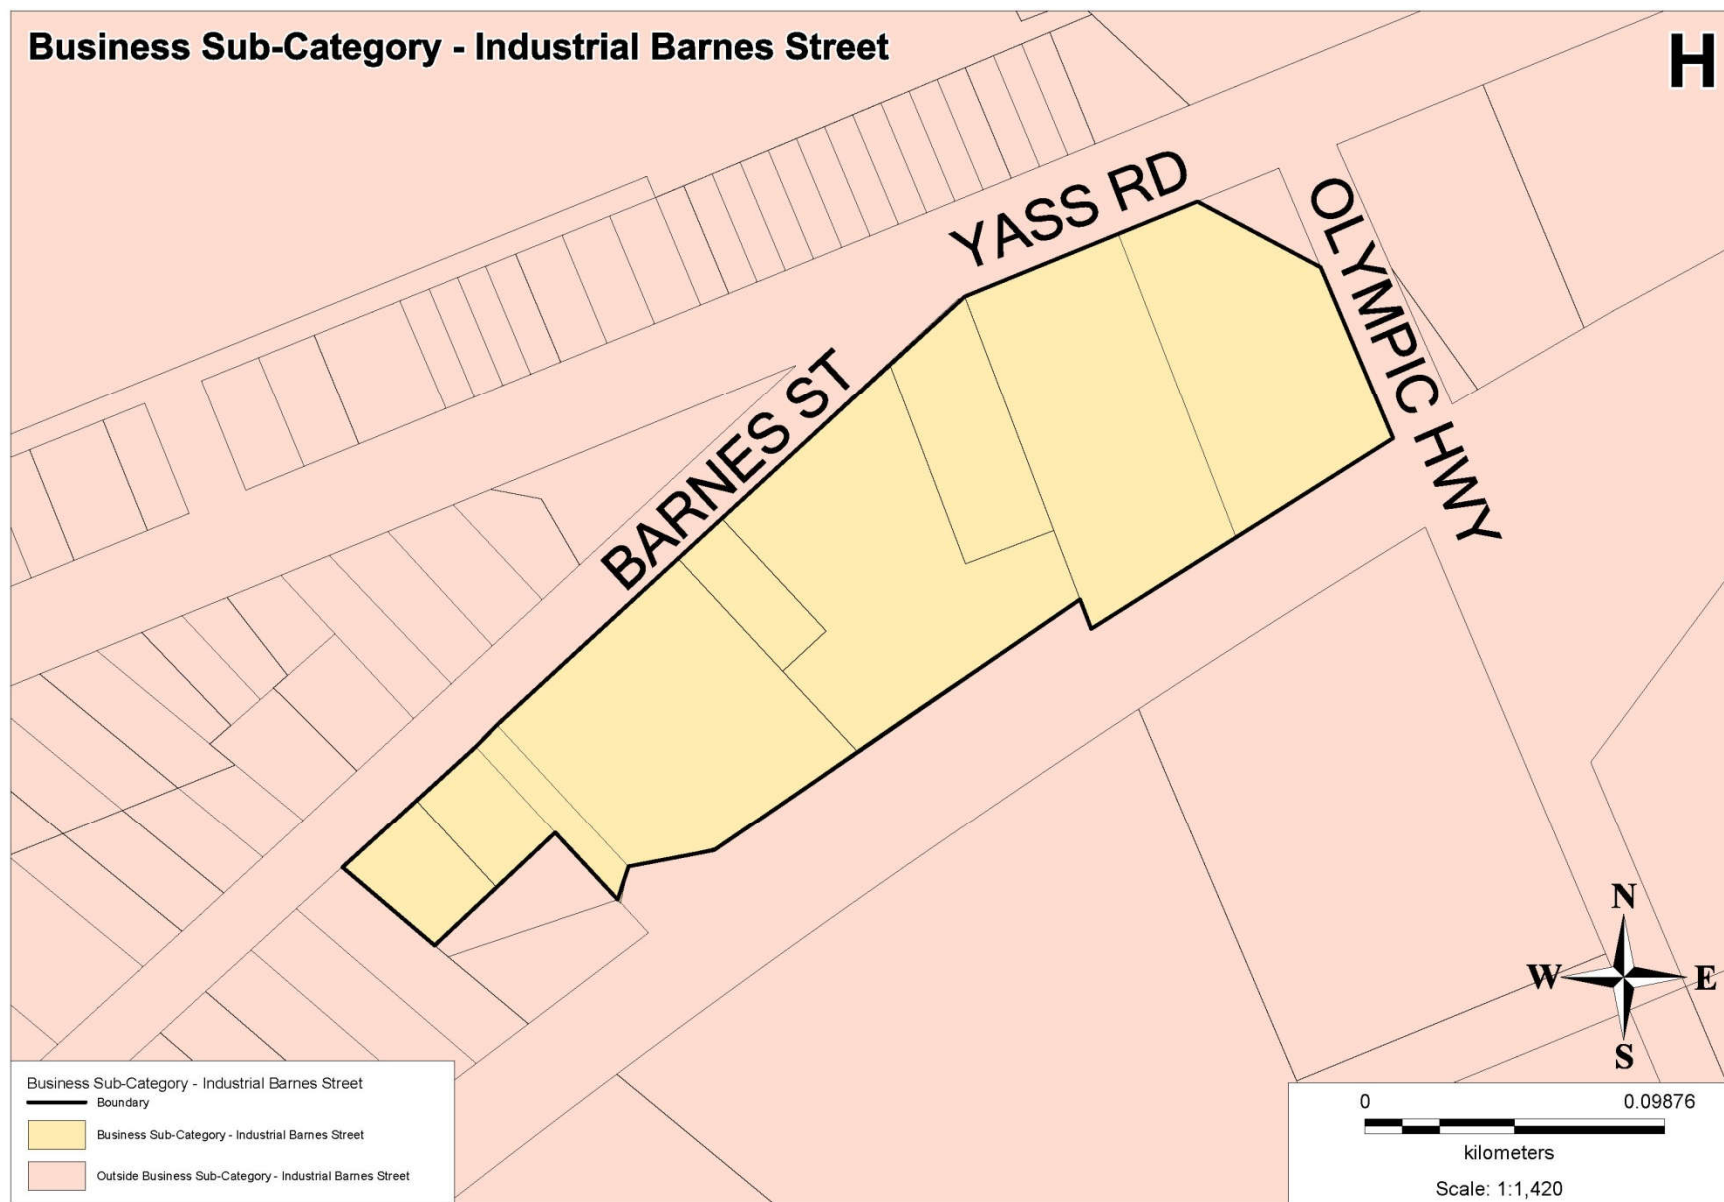 Business Sub-Category - Industrial Barnes Street
H
YASS RD
OLYMPIC HWY
BARNES ST
N
W
E
S
Business Sub-Category - Industrial Barnes Street
Boundary
Business Sub-Category - Industrial Barnes Street
Outside Business Sub-Category - Industrial Barnes Street
0
0.09876
kilometers
Scale: 1:1,420